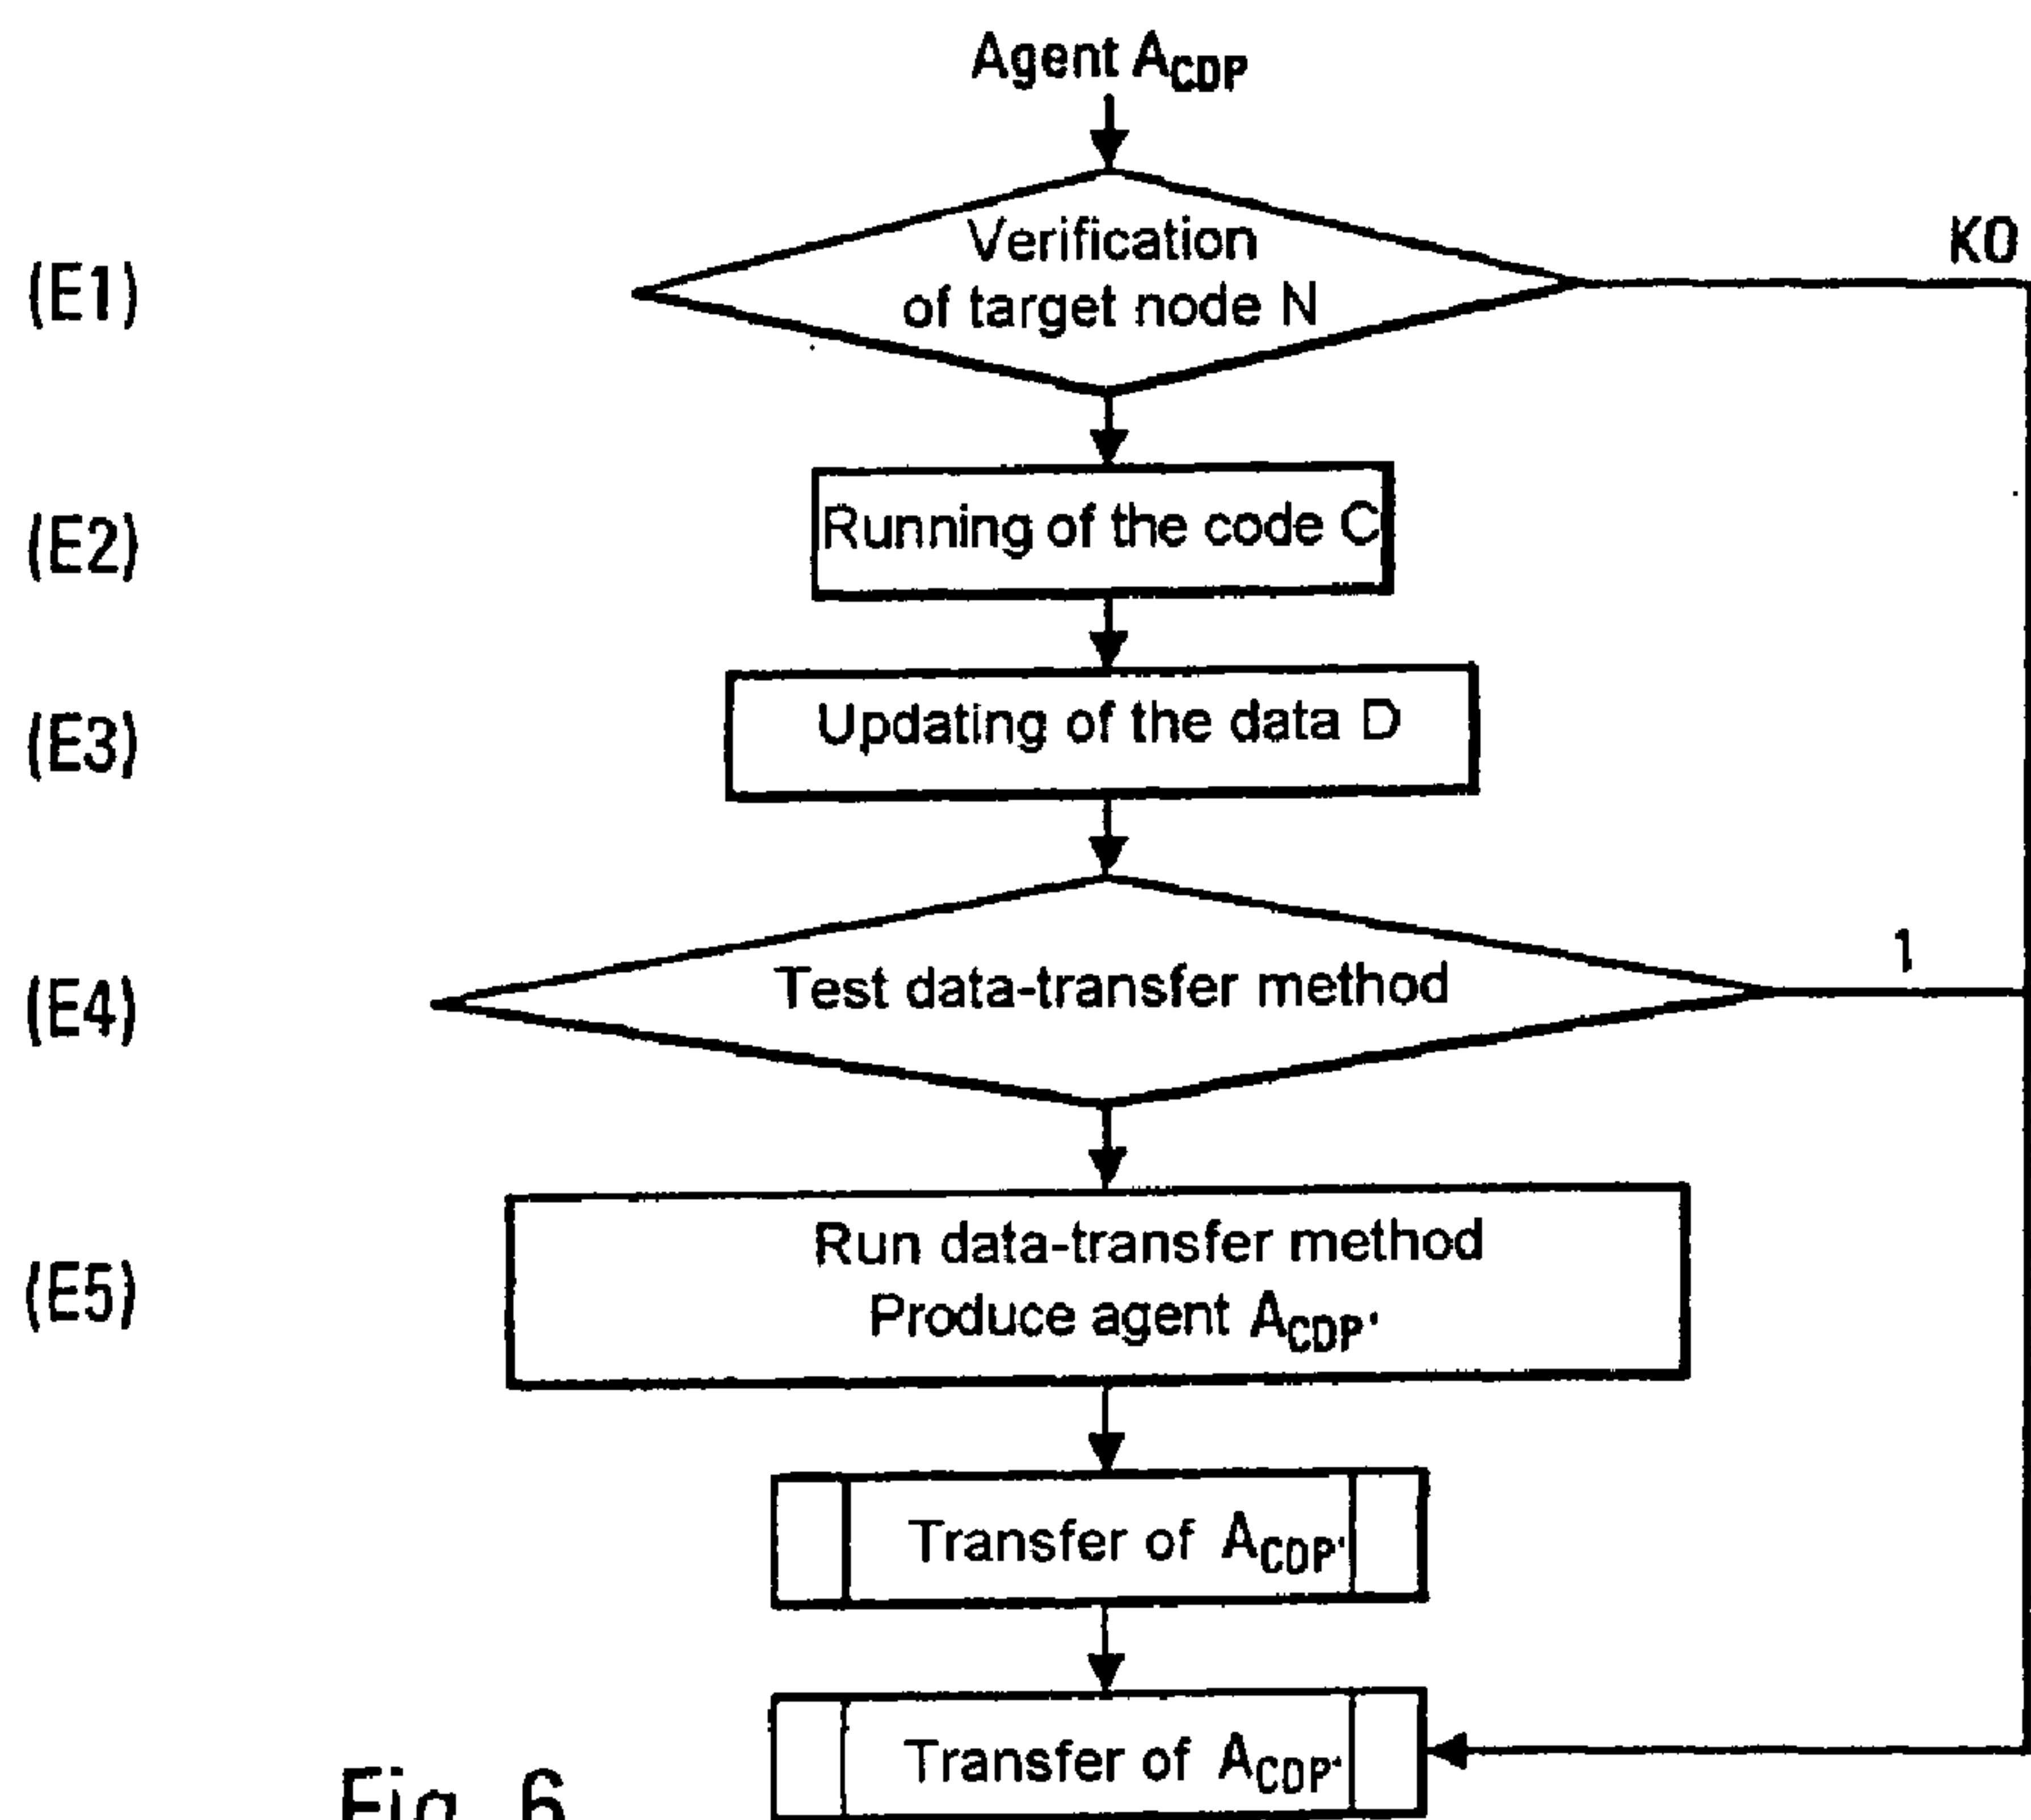 Agent ACDP
KO
(E1)
Verification
of target node N
(E2)
Running of the code C
(E3)
Updating of the data D
1
(E4)
Test data-transfer method
(E5)
Run data-transfer method
Produce agent ACDP'
Transfer of ACDP'
Transfer of ACDP'
Fig. 6